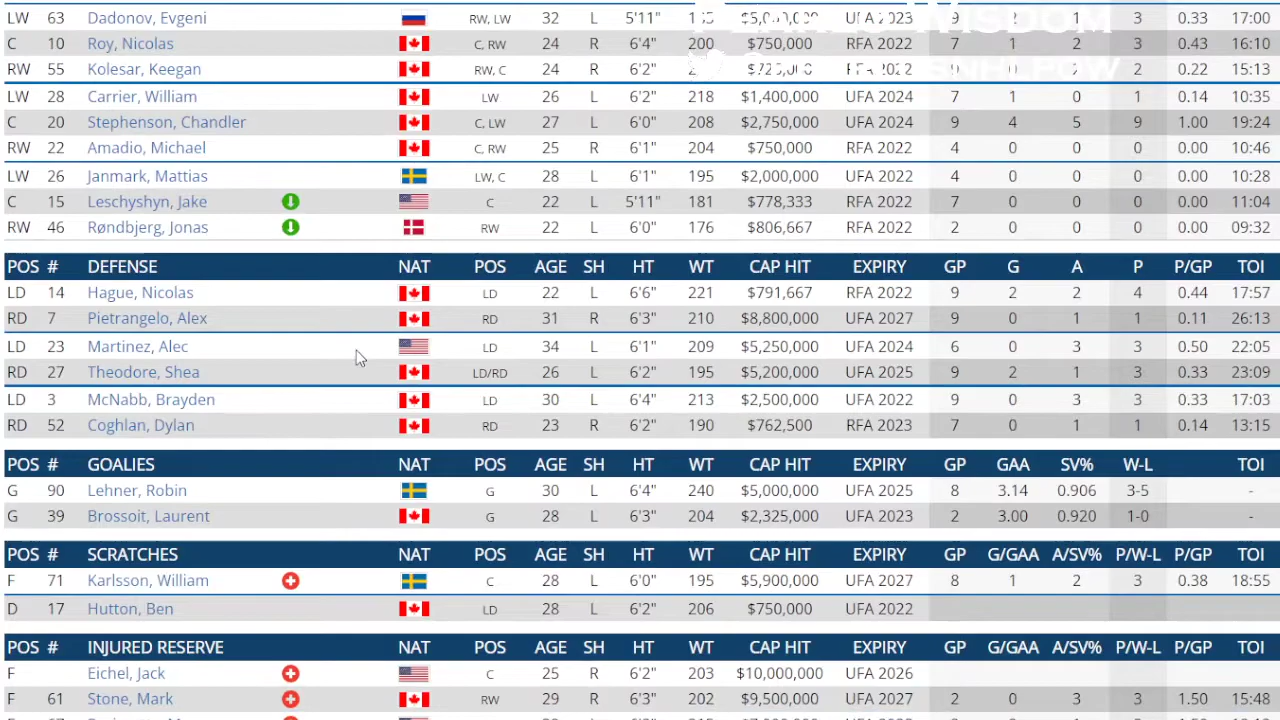 LW 63 Dadonov, Evgeni RW, LW 32 L 5'11" UFA 2023 9 2 1 3 0.33 17:00
C 10 Roy, Nicolas C, RW 24 R 6'4" 200 $750,000 RFA 2022 7 1 2 3 0.43 16:10
RW 55 Kolesar, Keegan RW, C 24 R 6'2" RFA 2022 9 2 0.22 15:13
LW 28 Carrier, William LW 26 L 6'2" 218 $1,400,000 UFA 2024 7 1 0 1 0.14 10:35
C 20 Stephenson, Chandler C, LW 27 L 6'0" 208 $2,750,000 UFA 2024 9 4 5 9 1.00 19:24
RW 22 Amadio, Michael C, RW 25 R 6'1" 204 $750,000 RFA 2022 4 0 0 0 0.00 10:46
LW 26 Janmark, Mattias LW, C 28 L 6'1" 195 $2,000,000 UFA 2022 4 0 0 0 0.00 10:28
C 15 Leschyshyn, Jake C 22 L 5'11" 181 $778,333 RFA 2022 7 0 0 0 0.00 11:04
RW 46 Røndbjerg, Jonas RW 22 L 6'0" 176 $806,667 RFA 2022 2 0 0 0 0.00 09:32
POS # DEFENSE NAT POS AGE SH HT WT CAP HIT EXPIRY GP G A P P/GP TOI
LD 14 Hague, Nicolas LD 22 L 6'6" 221 $791,667 RFA 2022 9 2 2 4 0.44 17:57
RD 7 Pietrangelo, Alex RD 31 R 6'3" 210 $8,800,000 UFA 2027 9 0 1 1 0.11 26:13
LD 23 Martinez, Alec LD 34 L 6'1" 209 $5,250,000 UFA 2024 6 0 3 3 0.50 22:05
RD 27 Theodore, Shea LD/RD 26 L 6'2" 195 $5,200,000 UFA 2025 9 2 1 3 0.33 23:09
LD 3 McNabb, Brayden LD 30 L 6'4" 213 $2,500,000 UFA 2022 9 0 3 3 0.33 17:03
RD 52 Coghlan, Dylan RD 23 R 6'2" 190 $762,500 RFA 2023 7 0 1 1 0.14 13:15
POS # GOALIES NAT POS AGE SH HT WT CAP HIT EXPIRY GP GAA SV% W-L TOI
G 90 Lehner, Robin G 30 L 6'4" 240 $5,000,000 UFA 2025 8 3.14 0.906 3-5 -
G 39 Brossoit, Laurent G 28 L 6'3" 204 $2,325,000 UFA 2023 2 3.00 0.920 1-0 -
POS # SCRATCHES NAT POS AGE SH HT WT CAP HIT EXPIRY GP G/GAA A/SV% P/W-L P/GP TOI
F 71 Karlsson, William C 28 L 6'0" 195 $5,900,000 UFA 2027 8 1 2 3 0.38 18:55
D 17 Hutton, Ben LD 28 L 6'2" 206 $750,000 UFA 2022
POS # INJURED RESERVE NAT POS AGE SH HT WT CAP HIT EXPIRY GP G/GAA A/SV% P/W-L P/GP TOI
F Eichel, Jack C 25 R 6'2" 203 $10,000,000 UFA 2026
F 61 Stone, Mark RW 29 R 6'3" 202 $9,500,000 UFA 2027 2 0 3 3 1.50 15:43